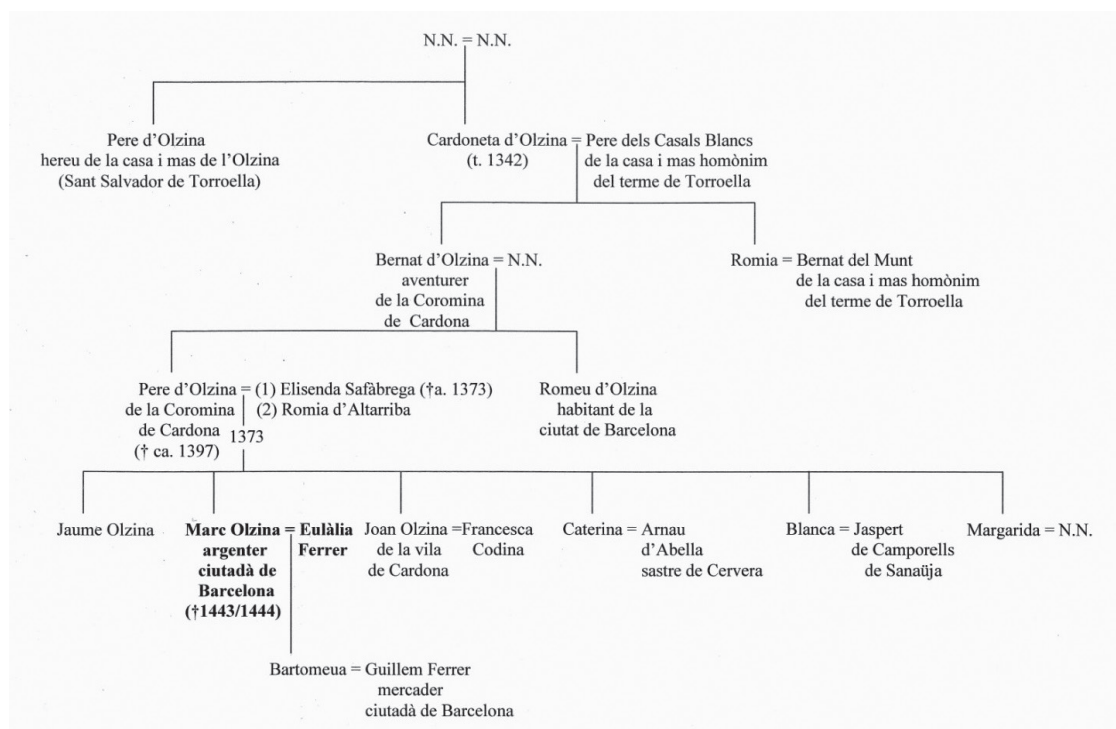 N.N. = N.N.
Pere d’Olzina
hereu de la casa i mas de l’Olzina
(Sant Salvador de Torroella)
Cardoneta d’Olzina = Pere dels Casals Blancs
(t. 1342)
de la casa i mas homònim
del terme de Torroella
Bernat d’Olzina = N.N.
aventurer
de la Coromina
de Cardona
Romia = Bernat del Munt
de la casa i mas homònim
del terme de Torroella
Pere d’Olzina = (1) Elisenda Safàbrega (†a. 1373)
de la Coromina
(2) Romia d’Altarriba
de Cardona
1373
(† ca. 1397)
Romeu d’Olzina
habitant de la
ciutat de Barcelona
Jaume Olzina
Marc Olzina = Eulàlia
argenter
Ferrer
ciutadà de
Barcelona
(†1443/1444)
Joan Olzina =Francesca
de la vila
Codina
de Cardona
Caterina = Arnau
d’Abella
sastre de Cervera
Blanca = Jaspert
de Camporells
de Sanaüja
Margarida = N.N.
Bartomeua = Guillem Ferrer
mercader
ciutadà de Barcelona